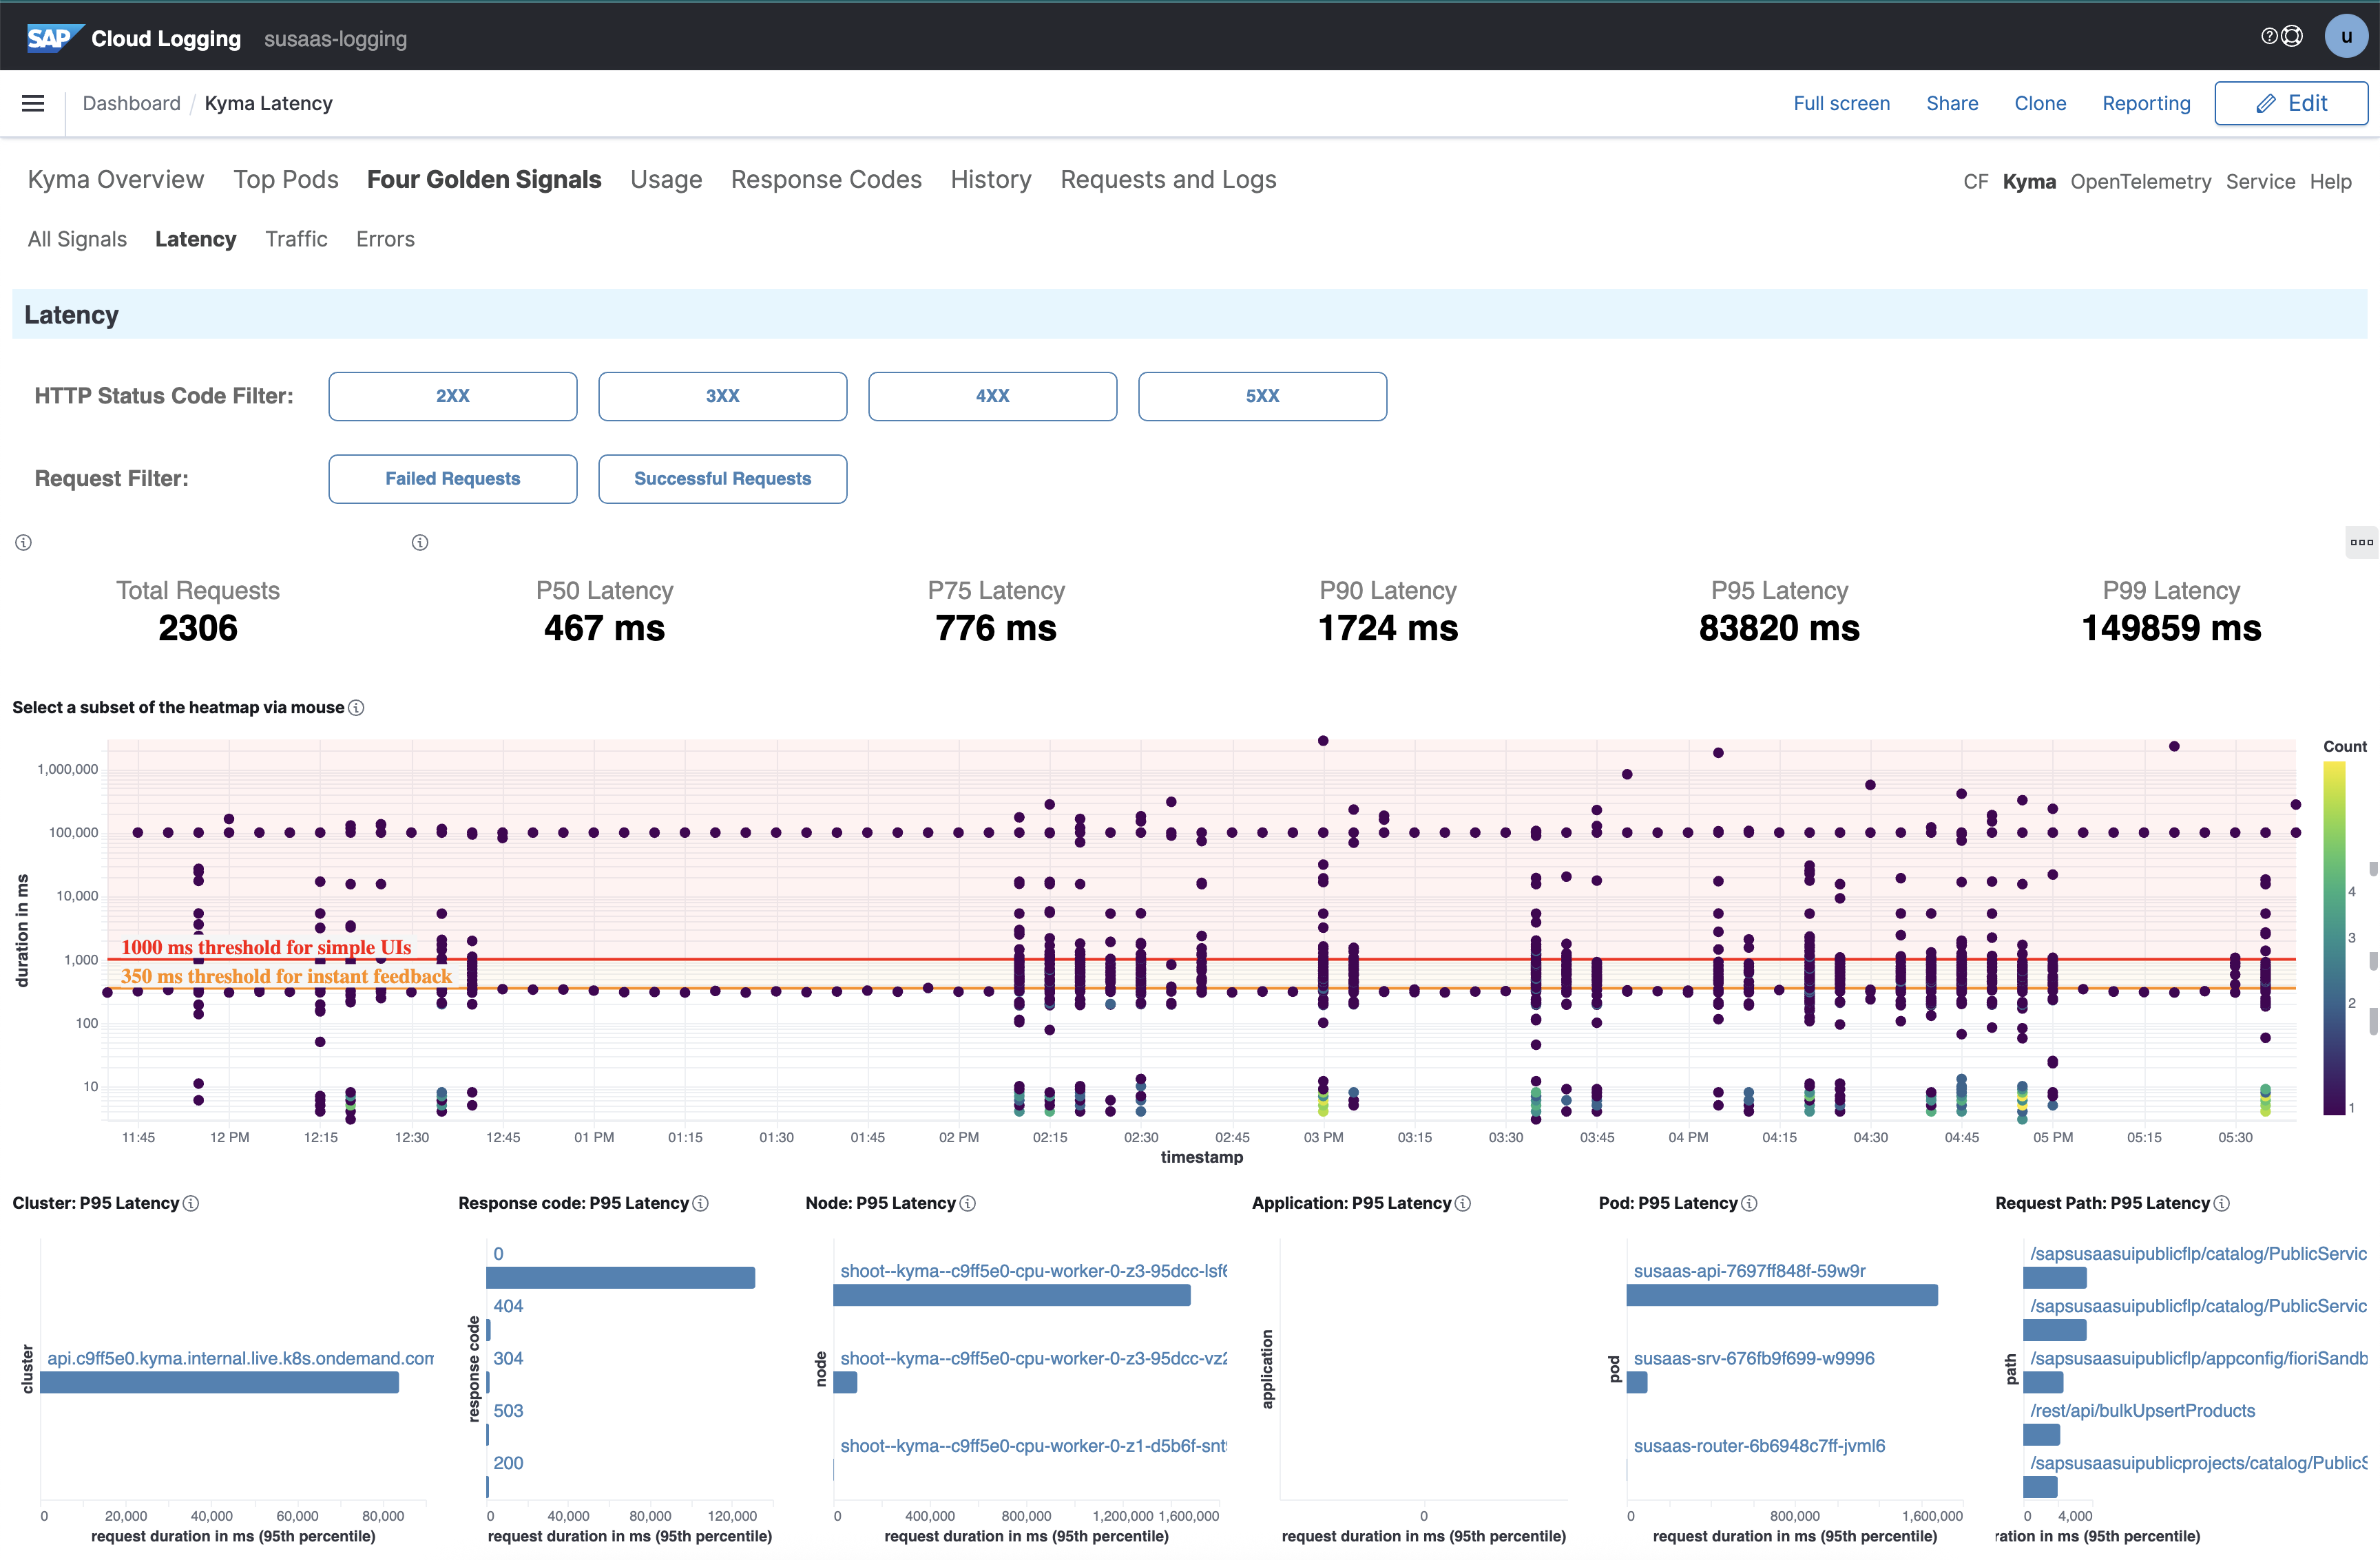 SAP Cloud Logging susaas-logging u
Dashboard / Kyma Latency Full screen Share Clone Reporting Edit
Kyma Overview Top Pods Four Golden Signals Usage Response Codes History Requests and Logs CF Kyma OpenTelemetry Service Help
All Signals Latency Traffic Errors
Latency
HTTP Status Code Filter: 2XX 3XX 4XX 5XX
Request Filter: Failed Requests Successful Requests
Total Requests P50 Latency P75 Latency P90 Latency P95 Latency P99 Latency
2306 467 ms 776 ms 1724 ms 83820 ms 149859 ms
Select a subset of the heatmap via mouse
Count
1,000,000
100,000
10,000
1,000
100
10
duration in ms
1000 ms threshold for simple UIs
350 ms threshold for instant feedback
4
3
2
1
11:45 12 PM 12:15 12:30 12:45 01 PM 01:15 01:30 01:45 02 PM 02:15 02:30 02:45 03 PM 03:15 03:30 03:45 04 PM 04:15 04:30 04:45 05 PM 05:15 05:30
timestamp
Cluster: P95 Latency
cluster
api.c9ff5e0.kyma.internal.live.k8s.ondemand.com
0 20,000 40,000 60,000 80,000
request duration in ms (95th percentile)
Response code: P95 Latency
response code
0
404
304
503
200
0 40,000 80,000 120,000
request duration in ms (95th percentile)
Node: P95 Latency
node
shoot--kyma--c9ff5e0-cpu-worker-0-z3-95dcc-lsf6
shoot--kyma--c9ff5e0-cpu-worker-0-z3-95dcc-vz2
shoot--kyma--c9ff5e0-cpu-worker-0-z1-d5b6f-snt
0 400,000 800,000 1,200,000 1,600,000
request duration in ms (95th percentile)
Application: P95 Latency
application
0
request duration in ms (95th percentile)
Pod: P95 Latency
pod
susaas-api-7697ff848f-59w9r
susaas-srv-676fb9f699-w9996
susaas-router-6b6948c7ff-jvml6
0 800,000 1,600,000
request duration in ms (95th percentile)
Request Path: P95 Latency
path
/sapsusaasuipublicflp/catalog/PublicServic
/sapsusaasuipublicflp/catalog/PublicServic
/sapsusaasuipublicflp/appconfig/fioriSandb
/rest/api/bulkUpsertProducts
/sapsusaasuipublicprojects/catalog/PublicS
0 4,000
ration in ms (95th percentile)